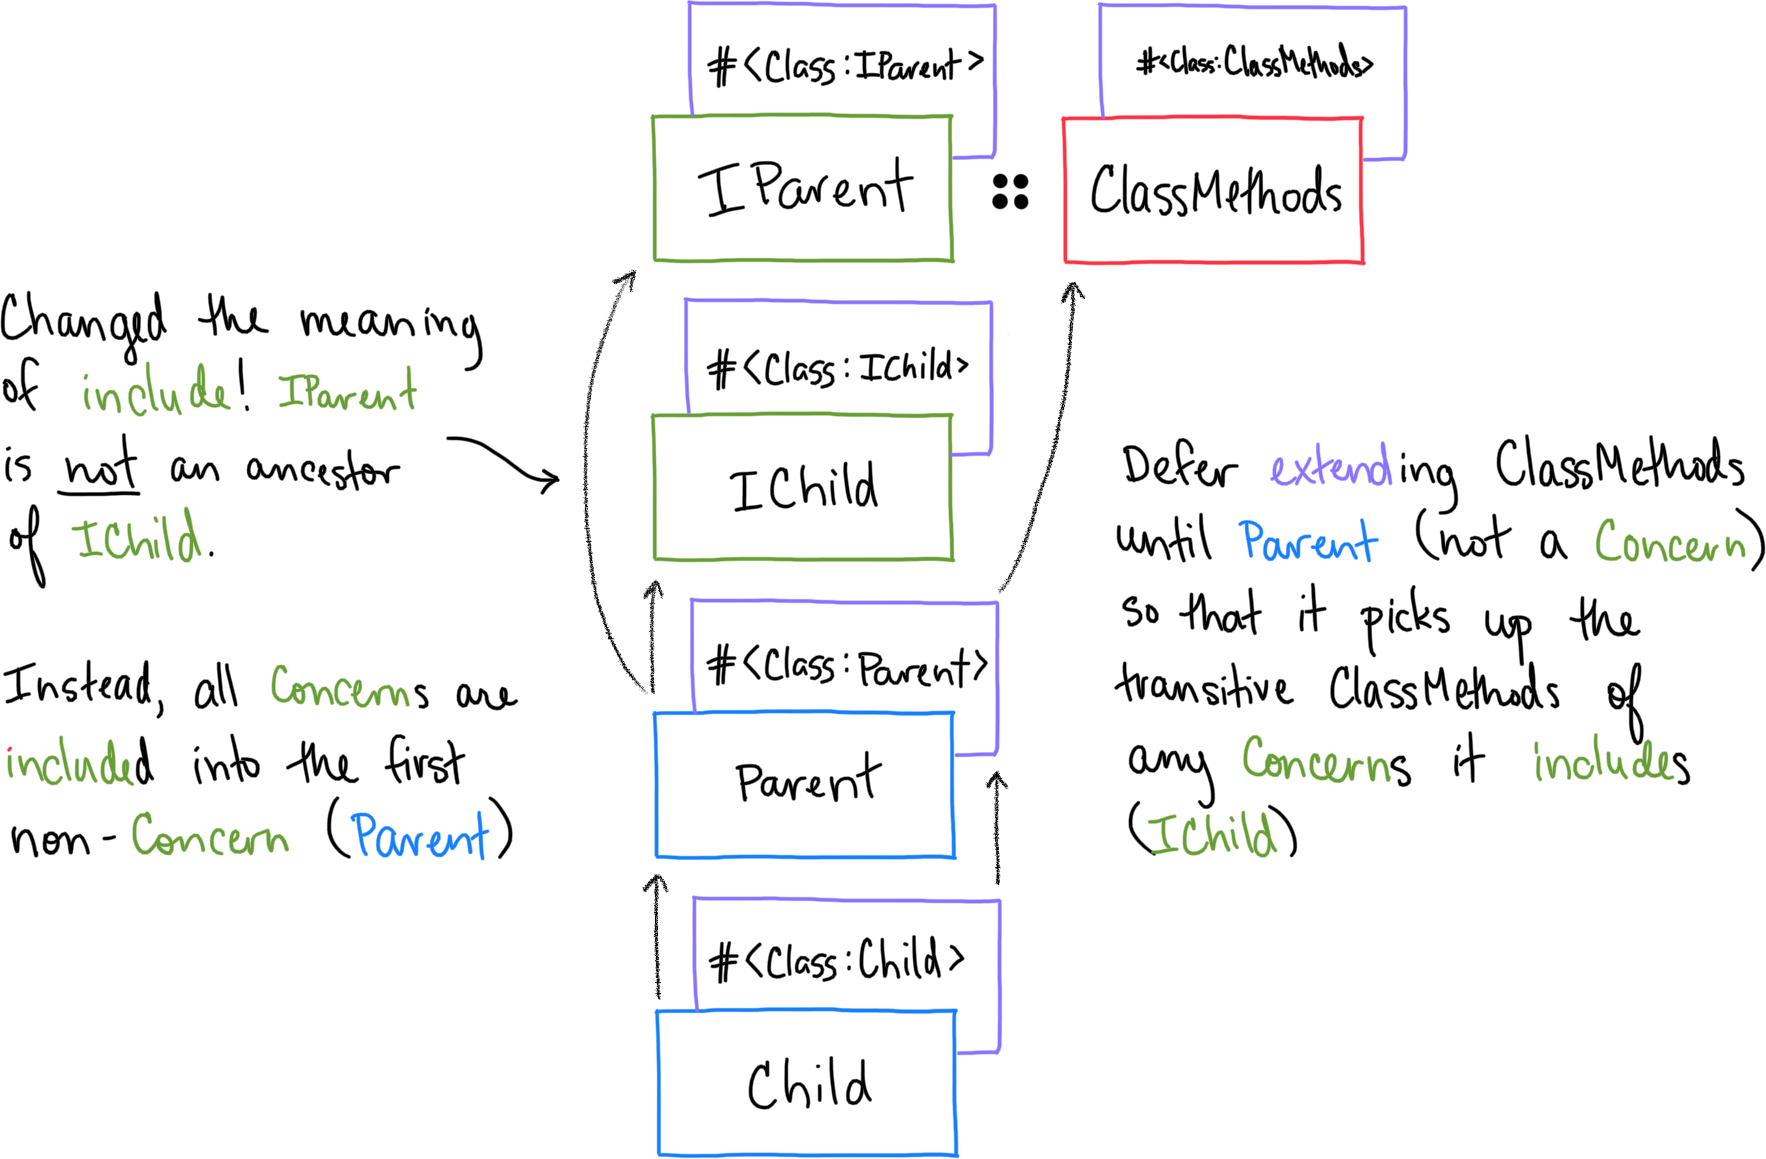 #<Class:IParent>
#<Class:ClassMethods>
IParent
::
ClassMethods
Changed the meaning
of include! IParent
is not an ancestor
of IChild.
Instead, all Concerns are
included into the first
non-Concern (Parent)
#<Class:IChild>
IChild
#<Class:Parent>
Parent
#<Class:Child>
Child
Defer extending ClassMethods
until Parent (not a Concern)
so that it picks up the
transitive ClassMethods of
any Concerns it includes
(IChild)